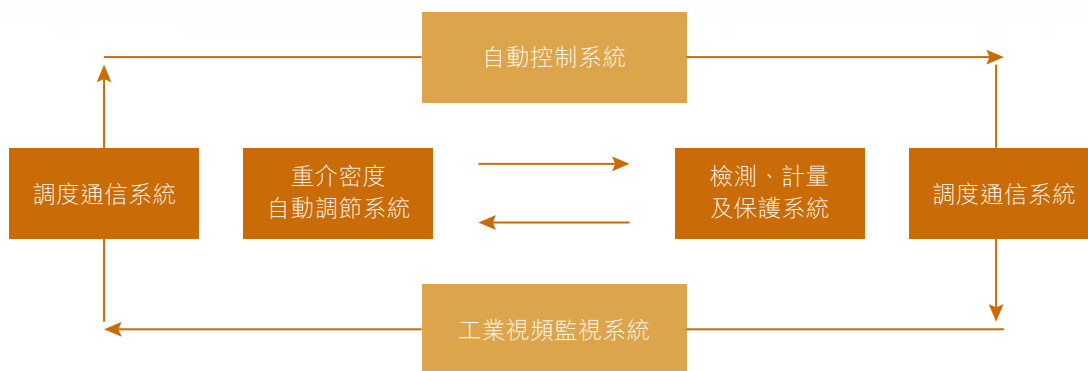 自動控制系統
調度通信系統
重介密度
自動調節系統
檢測、計量
及保護系統
調度通信系統
工業視頻監視系統